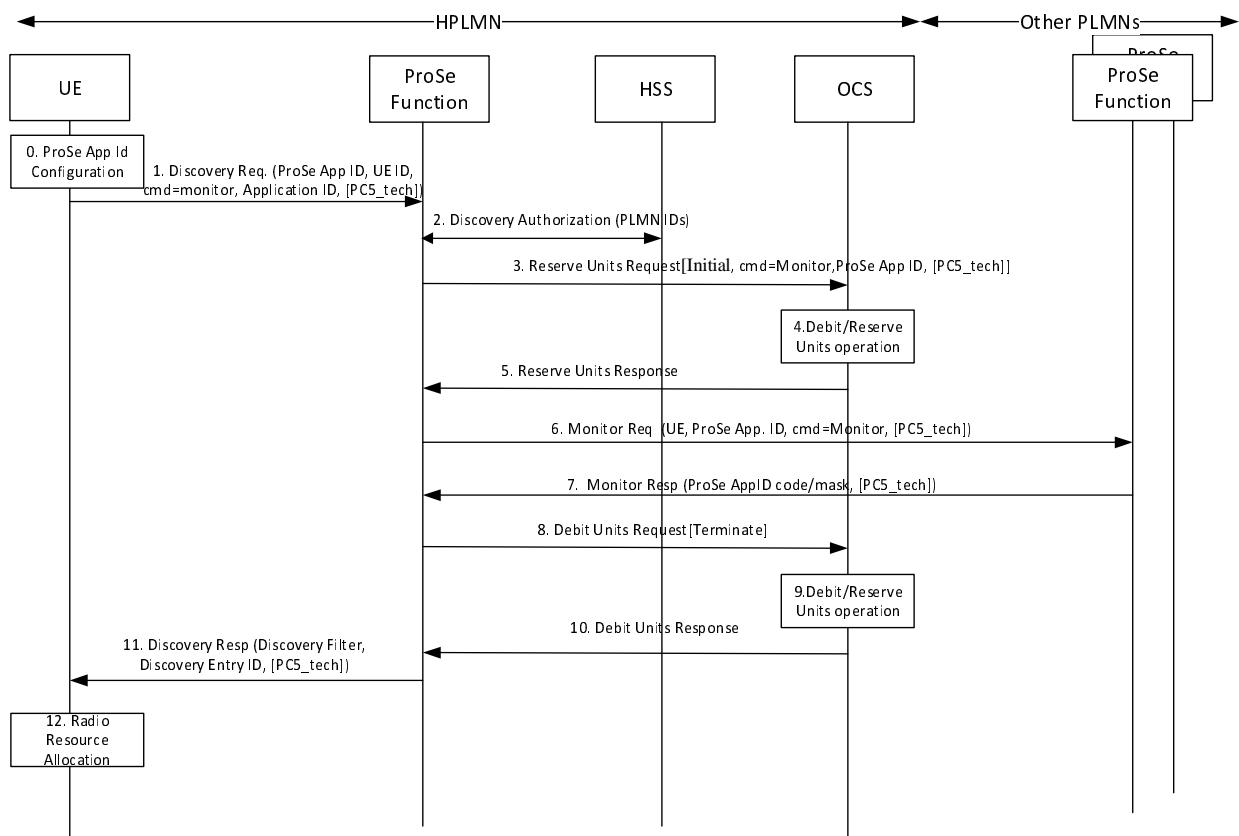 HPLMN
Other PLMNs
UE
ProSe
Function
HSS
OCS
ProSe
ProSe
Function
0. ProSe App Id
Configuration
1. Discovery Req. (ProSe App ID, UE ID,
cmd=monitor, Application ID, [PC5_tech])
2. Discovery Authorization (PLMN IDs)
3. Reserve Units Request[Initial, cmd=Monitor,ProSe App ID, [PC5_tech]]
4.Debit/Reserve
Units operation
5. Reserve Units Response
6. Monitor Req (UE, ProSe App. ID, cmd=Monitor, [PC5_tech])
7. Monitor Resp (ProSe AppID code/mask, [PC5_tech])
8. Debit Units Request[Terminate]
9.Debit/Reserve
Units operation
10. Debit Units Response
11. Discovery Resp (Discovery Filter,
Discovery Entry ID, [PC5_tech])
12. Radio
Resource
Allocation